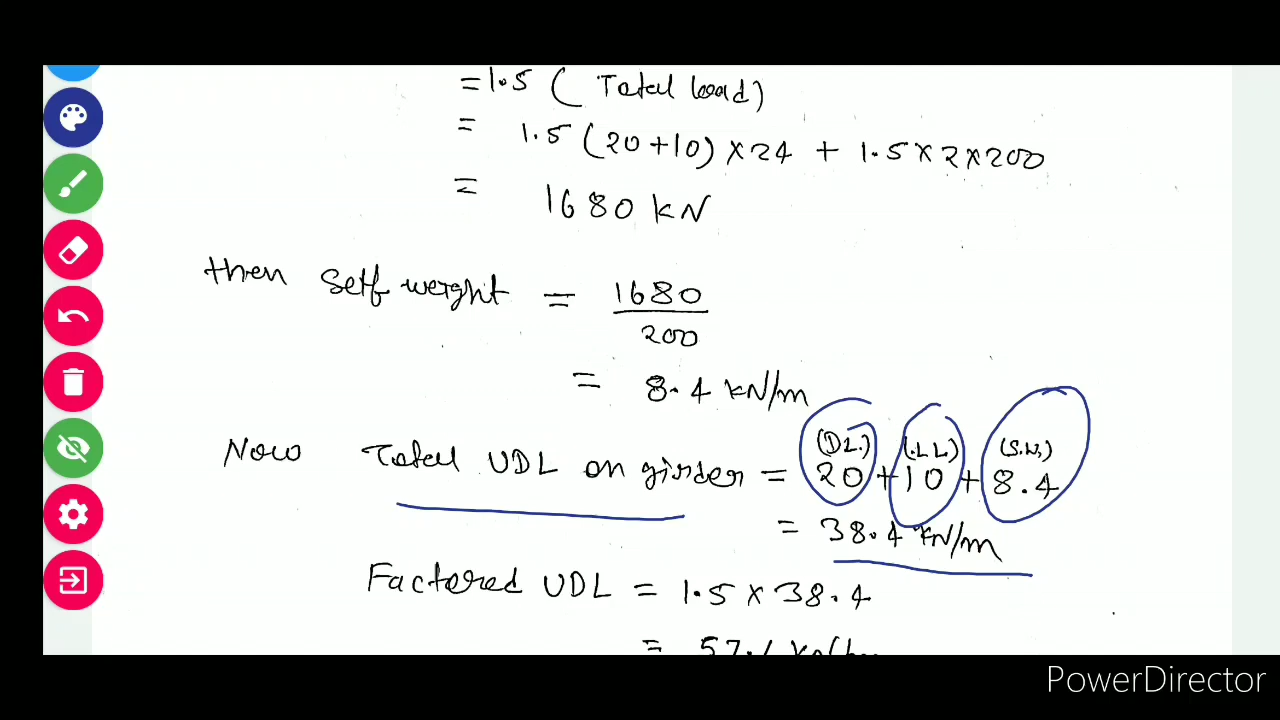 =1.5 ( Total load)
= 1.5 (20+10) ×24 + 1.5×2×200
= 1680 kN
then Self weight = 1680
200
= 8.4 kN/m
(DL.) (.LL) (S.W.)
Now Total UDL on girder = 20 + 10 + 8.4
= 38.4 kN/m
Factored UDL = 1.5 × 38.4
=
PowerDirector